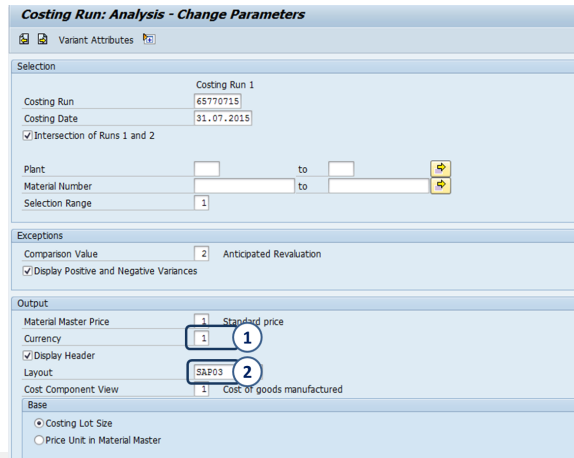 Costing Run: Analysis - Change Parameters
Variant Attributes
Selection
Costing Run 1
Costing Run 65770715
Costing Date 31.07.2015
Intersection of Runs 1 and 2
Plant to
Material Number to
Selection Range 1
Exceptions
Comparison Value 2 Anticipated Revaluation
Display Positive and Negative Variances
Output
Material Master Price 1 Standard price
Currency 1 1
Display Header
Layout SAP03 2
Cost Component View 1 Cost of goods manufactured
Base
Costing Lot Size
Price Unit in Material Master